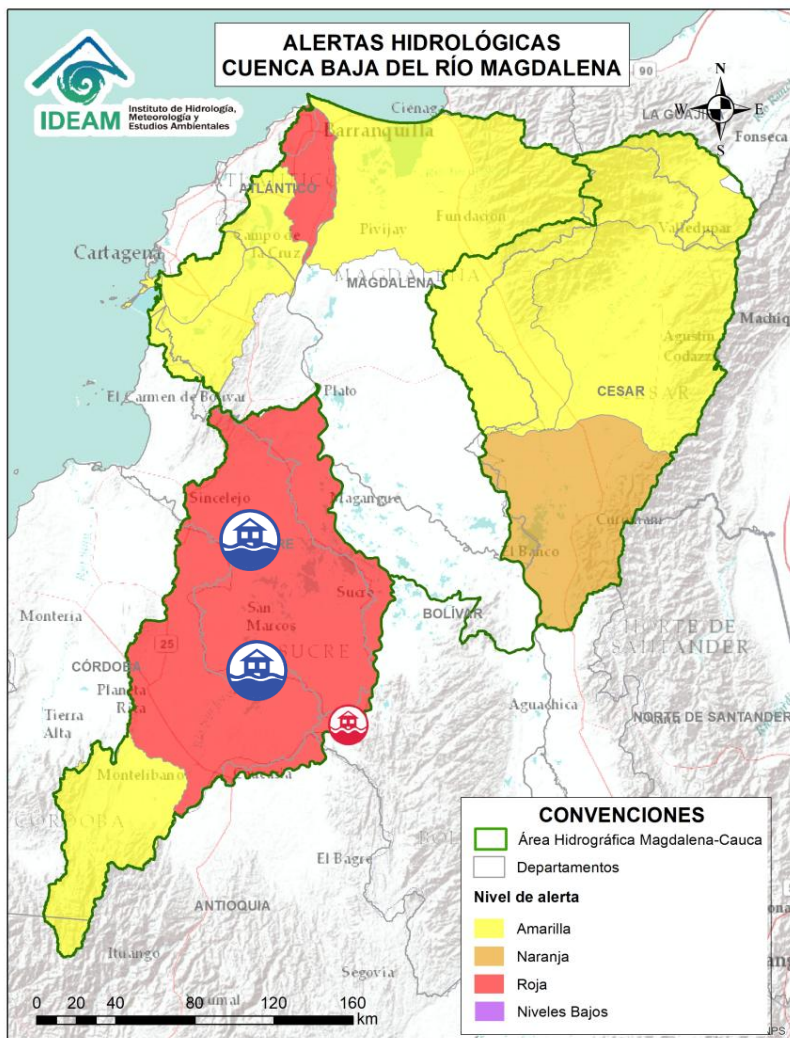 ALERTAS HIDROLÓGICAS
CUENCA BAJA DEL RÍO MAGDALENA
IDEAM
Instituto de Hidrología,
Meteorología y
Estudios Ambientales
N
W
E
S
90
Ciénaga
LA GUAJIRA
Fonseca
Barranquilla
ATLÁNTICO
Cartagena
Campo de
la Cruz
Pivijay
Fundación
Valledupar
MAGDALENA
MAGDALENA
Machiq
Agustín
Codazzi
CESAR
El Carmen de Bolívar
Plato
Sincelejo
Magangué
Curumaní
El Banco
Sucre
San
Marcos
SUCRE
BOLÍVAR
Montería
25
CÓRDOBA
Planeta
Rica
Tierra
Alta
NORTE DE
SANTANDER
Aguachica
NORTE DE SANTANDER
Montelíbano
Caucasia
CÓRDOBA
El Bagre
ANTIOQUIA
Ituango
Segovia
CONVENCIONES
Área Hidrográfica Magdalena-Cauca
Departamentos
Nivel de alerta
Amarilla
Naranja
Roja
Niveles Bajos
0 20 40 80 120 160
km